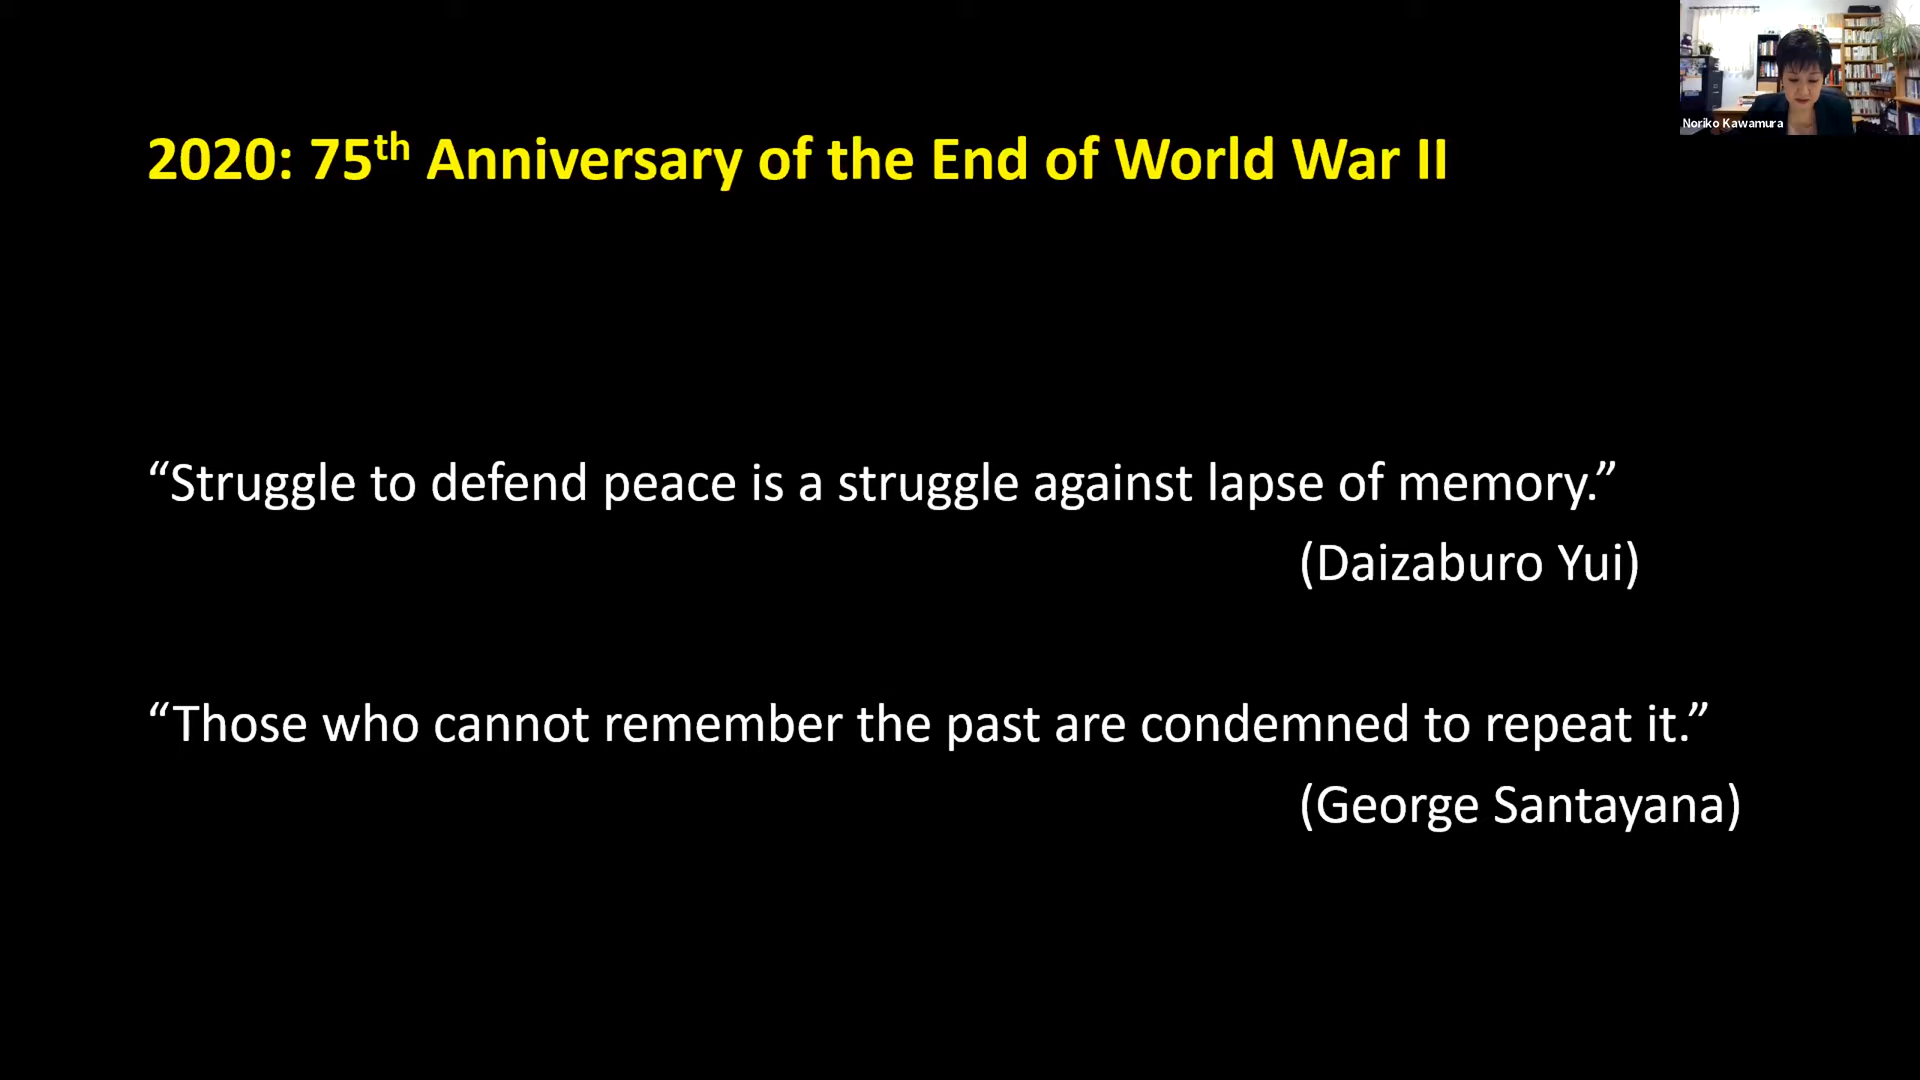 Noriko Kawamura
2020: 75th Anniversary of the End of World War II
“Struggle to defend peace is a struggle against lapse of memory.”
(Daizaburo Yui)
“Those who cannot remember the past are condemned to repeat it.”
(George Santayana)